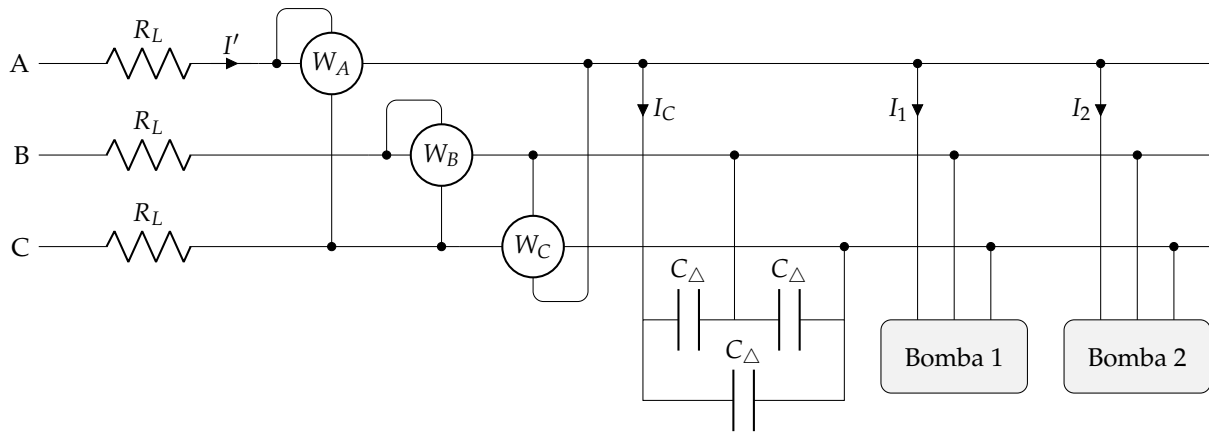 R_L
I'
A
W_A
I_C
I_1
I_2
R_L
B
W_B
R_L
C
W_C
C_△
C_△
C_△
Bomba 1
Bomba 2